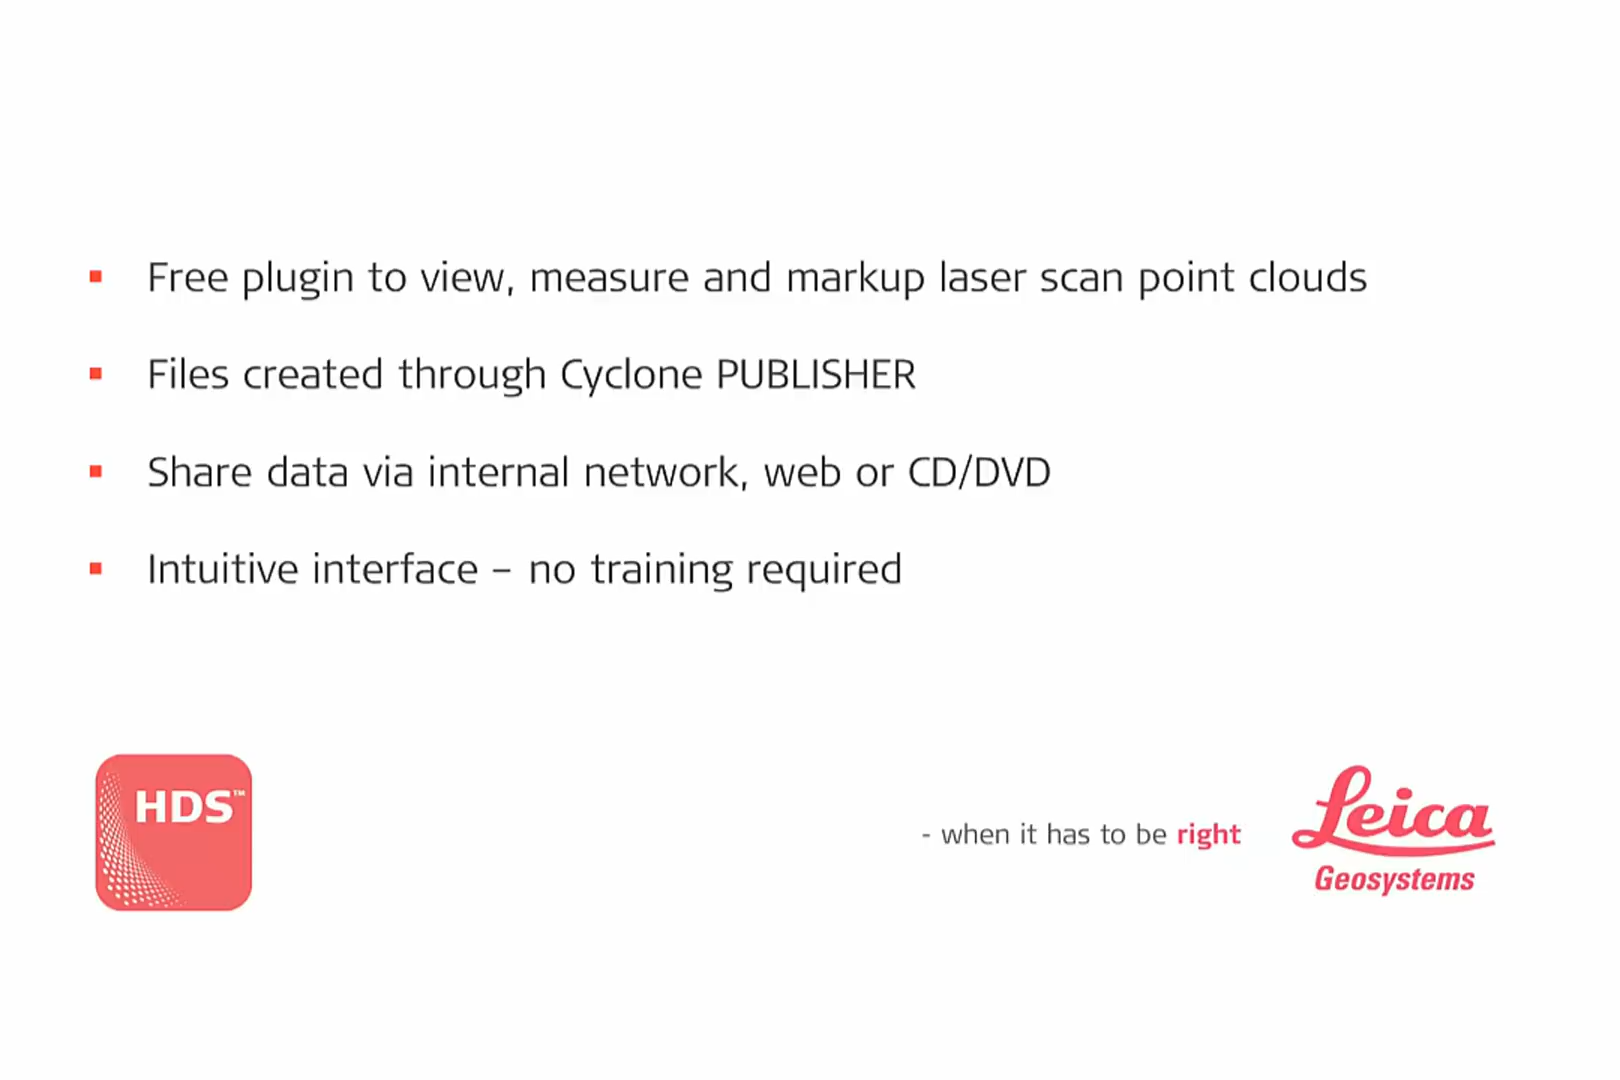 ▪ Free plugin to view, measure and markup laser scan point clouds
▪ Files created through Cyclone PUBLISHER
▪ Share data via internal network, web or CD/DVD
▪ Intuitive interface – no training required
HDS™
- when it has to be right
Leica
Geosystems